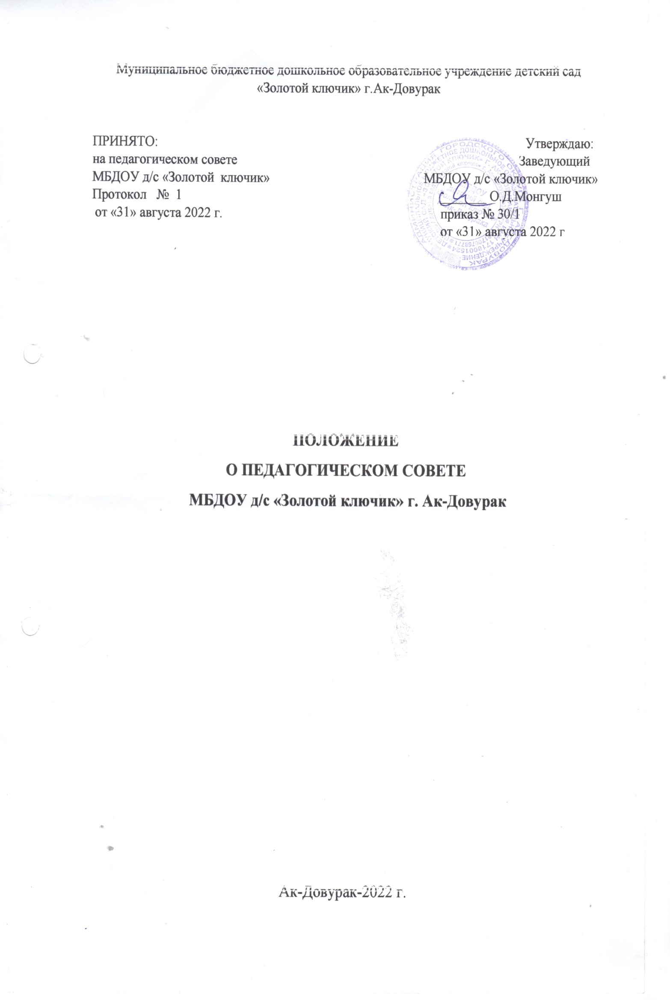 Муниципальное бюджетное дошкольное образовательное учреждение детский сад
«Золотой ключик» г.Ак-Довурак
ПРИНЯТО:
на педагогическом совете
МБДОУ д/с «Золотой ключик»
Протокол № 1
от «31» августа 2022 г.
Утверждаю:
Заведующий
МБДОУ д/с «Золотой ключик»
О.Д.Монгуш
приказ № 30/1
от «31» августа 2022 г
ПОЛОЖЕНИЕ
О ПЕДАГОГИЧЕСКОМ СОВЕТЕ
МБДОУ д/с «Золотой ключик» г. Ак-Довурак
Ак-Довурак-2022 г.